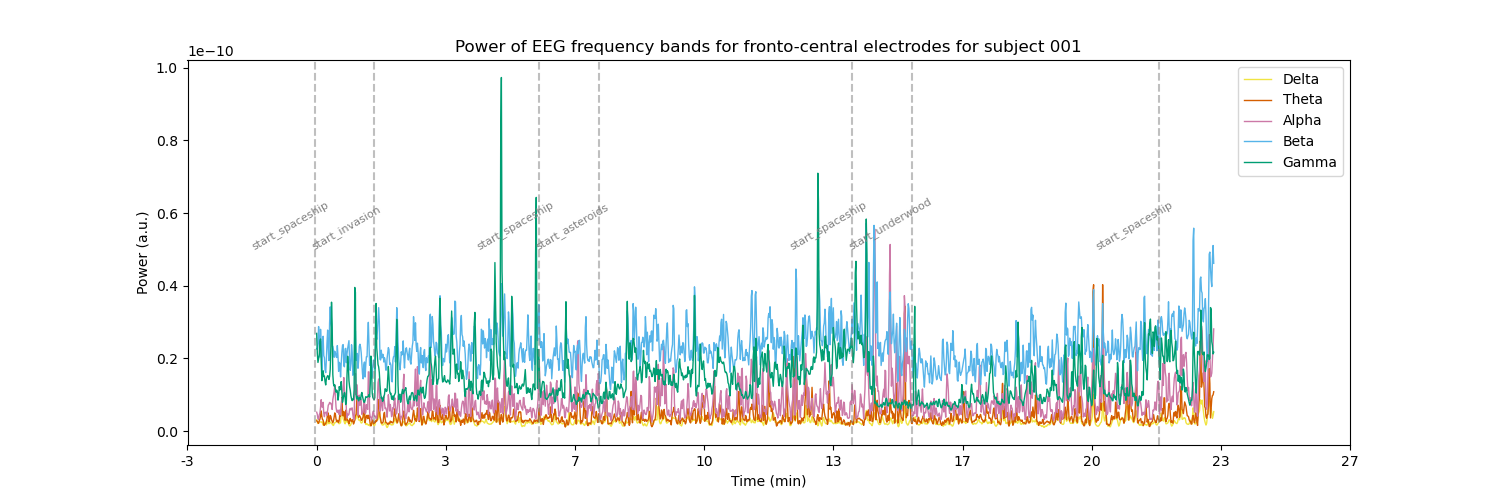 Power of EEG frequency bands for fronto-central electrodes for subject 001
1e−10
1.0
0.8
0.6
0.4
0.2
0.0
Power (a.u.)
Delta
Theta
Alpha
Beta
Gamma
start_spaceship
start_invasion
start_spaceship
start_asteroids
start_spaceship
start_underwood
start_spaceship
-3 0 3 7 10 13 17 20 23 27
Time (min)